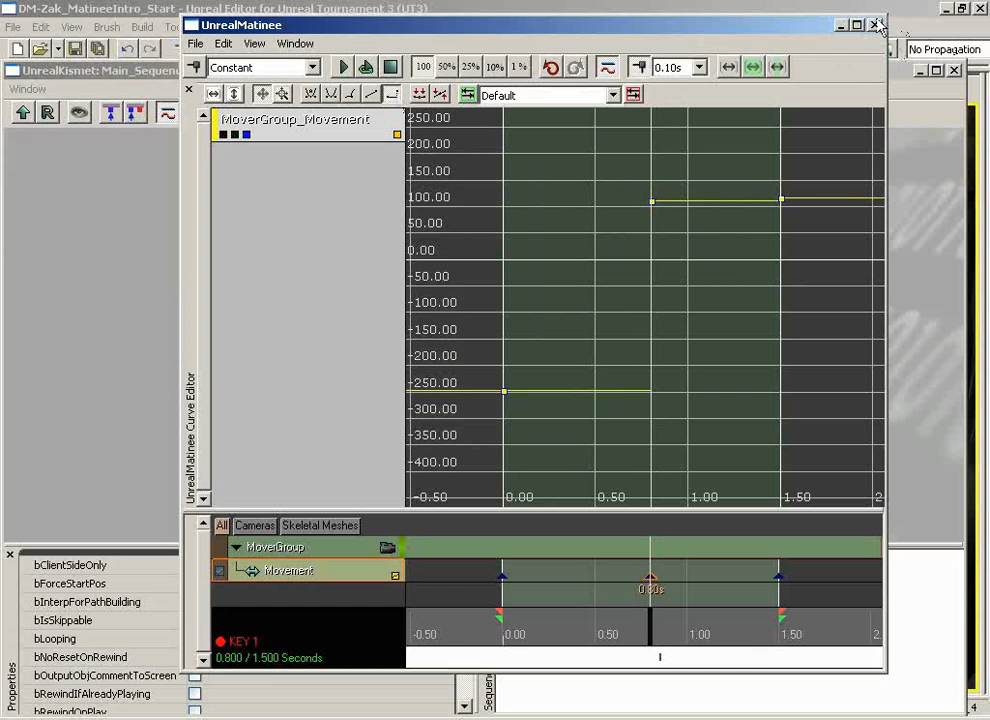 DM-Zak_MatineeIntro_Start - Unreal Editor for Unreal Tournament 3 (UT3)
File Edit View Brush Build
UnrealMatinee
No Propagation
UnrealKismet: Main_Sequen
Window
File Edit View Window
Constant
100 50% 25% 10% 1%
0.10s
Default
MoverGroup_Movement
250.00
200.00
150.00
100.00
50.00
0.00
-50.00
-100.00
-150.00
-200.00
-250.00
-300.00
-350.00
-400.00
-0.50 0.00 0.50 1.00 1.50 2
UnrealMatinee Curve Editor
All Cameras Skeletal Meshes
MoverGroup
Movement
0.80s
-0.50 0.00 0.50 1.00 1.50 2.
KEY 1
0.800 / 1.500 Seconds
bClientSideOnly
bForceStartPos
bInterpForPathBuilding
bIsSkippable
bLooping
bNoResetOnRewind
bOutputObjCommentToScreen
bRewindIfAlreadyPlaying
bRewindOnPlay
Properties
Sequenc
4